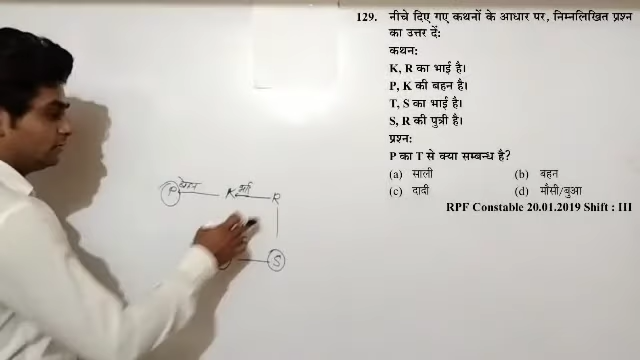 129. नीचे दिए गए कथनों के आधार पर, निम्नलिखित प्रश्न
का उत्तर दें:
कथन:
K, R का भाई है।
P, K की बहन है।
T, S का भाई है।
S, R की पुत्री है।
प्रश्न:
P का T से क्या सम्बन्ध है?
(a) साली (b) बहन
(c) दादी (d) मौसी/बुआ
RPF Constable 20.01.2019 Shift : III
P बहन K भाई R
S